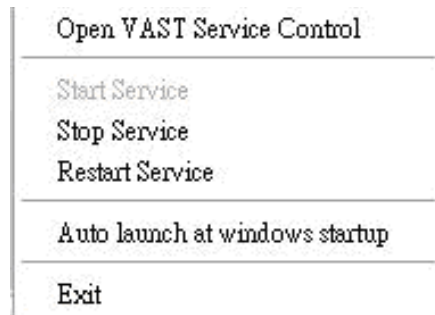 Open VAST Service Control
Start Service
Stop Service
Restart Service
Auto launch at windows startup
Exit